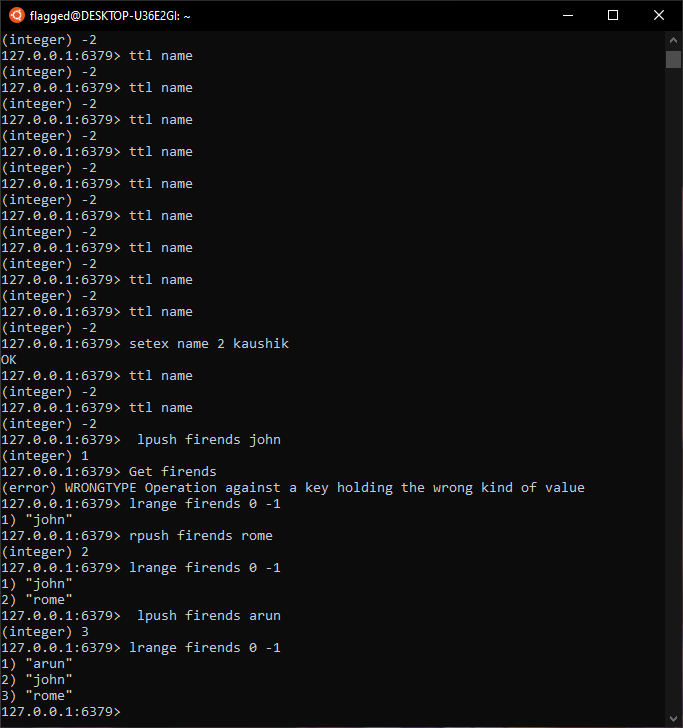 flagged@DESKTOP-U36E2GI: ~
(integer) -2
127.0.0.1:6379> ttl name
(integer) -2
127.0.0.1:6379> ttl name
(integer) -2
127.0.0.1:6379> ttl name
(integer) -2
127.0.0.1:6379> ttl name
(integer) -2
127.0.0.1:6379> ttl name
(integer) -2
127.0.0.1:6379> ttl name
(integer) -2
127.0.0.1:6379> ttl name
(integer) -2
127.0.0.1:6379> ttl name
(integer) -2
127.0.0.1:6379> ttl name
(integer) -2
127.0.0.1:6379> setex name 2 kaushik
OK
127.0.0.1:6379> ttl name
(integer) -2
127.0.0.1:6379> ttl name
(integer) -2
127.0.0.1:6379>  lpush firends john
(integer) 1
127.0.0.1:6379> Get firends
(error) WRONGTYPE Operation against a key holding the wrong kind of value
127.0.0.1:6379> lrange firends 0 -1
1) "john"
127.0.0.1:6379> rpush firends rome
(integer) 2
127.0.0.1:6379> lrange firends 0 -1
1) "john"
2) "rome"
127.0.0.1:6379>  lpush firends arun
(integer) 3
127.0.0.1:6379> lrange firends 0 -1
1) "arun"
2) "john"
3) "rome"
127.0.0.1:6379>